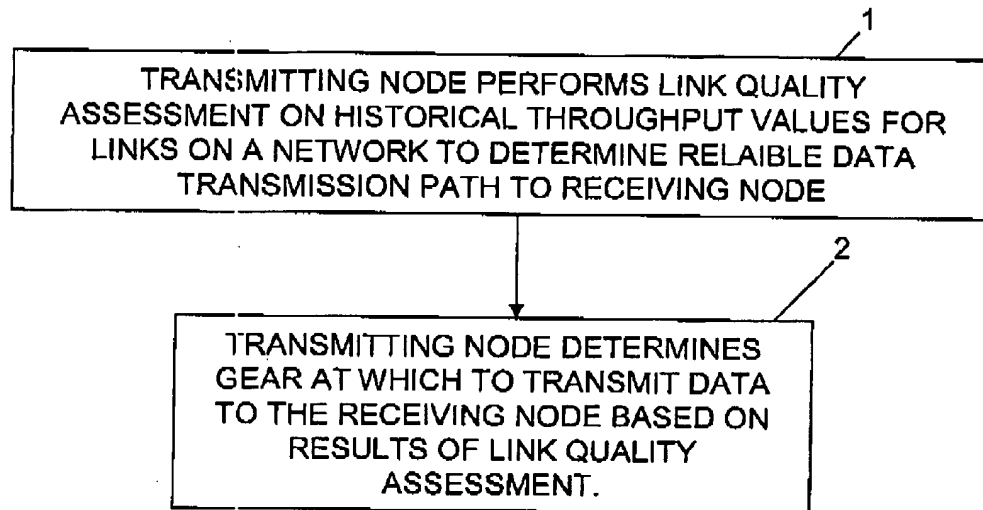 1
TRANSMITTING NODE PERFORMS LINK QUALITY
ASSESSMENT ON HISTORICAL THROUGHPUT VALUES FOR
LINKS ON A NETWORK TO DETERMINE RELAIBLE DATA
TRANSMISSION PATH TO RECEIVING NODE
2
TRANSMITTING NODE DETERMINES
GEAR AT WHICH TO TRANSMIT DATA
TO THE RECEIVING NODE BASED ON
RESULTS OF LINK QUALITY
ASSESSMENT.